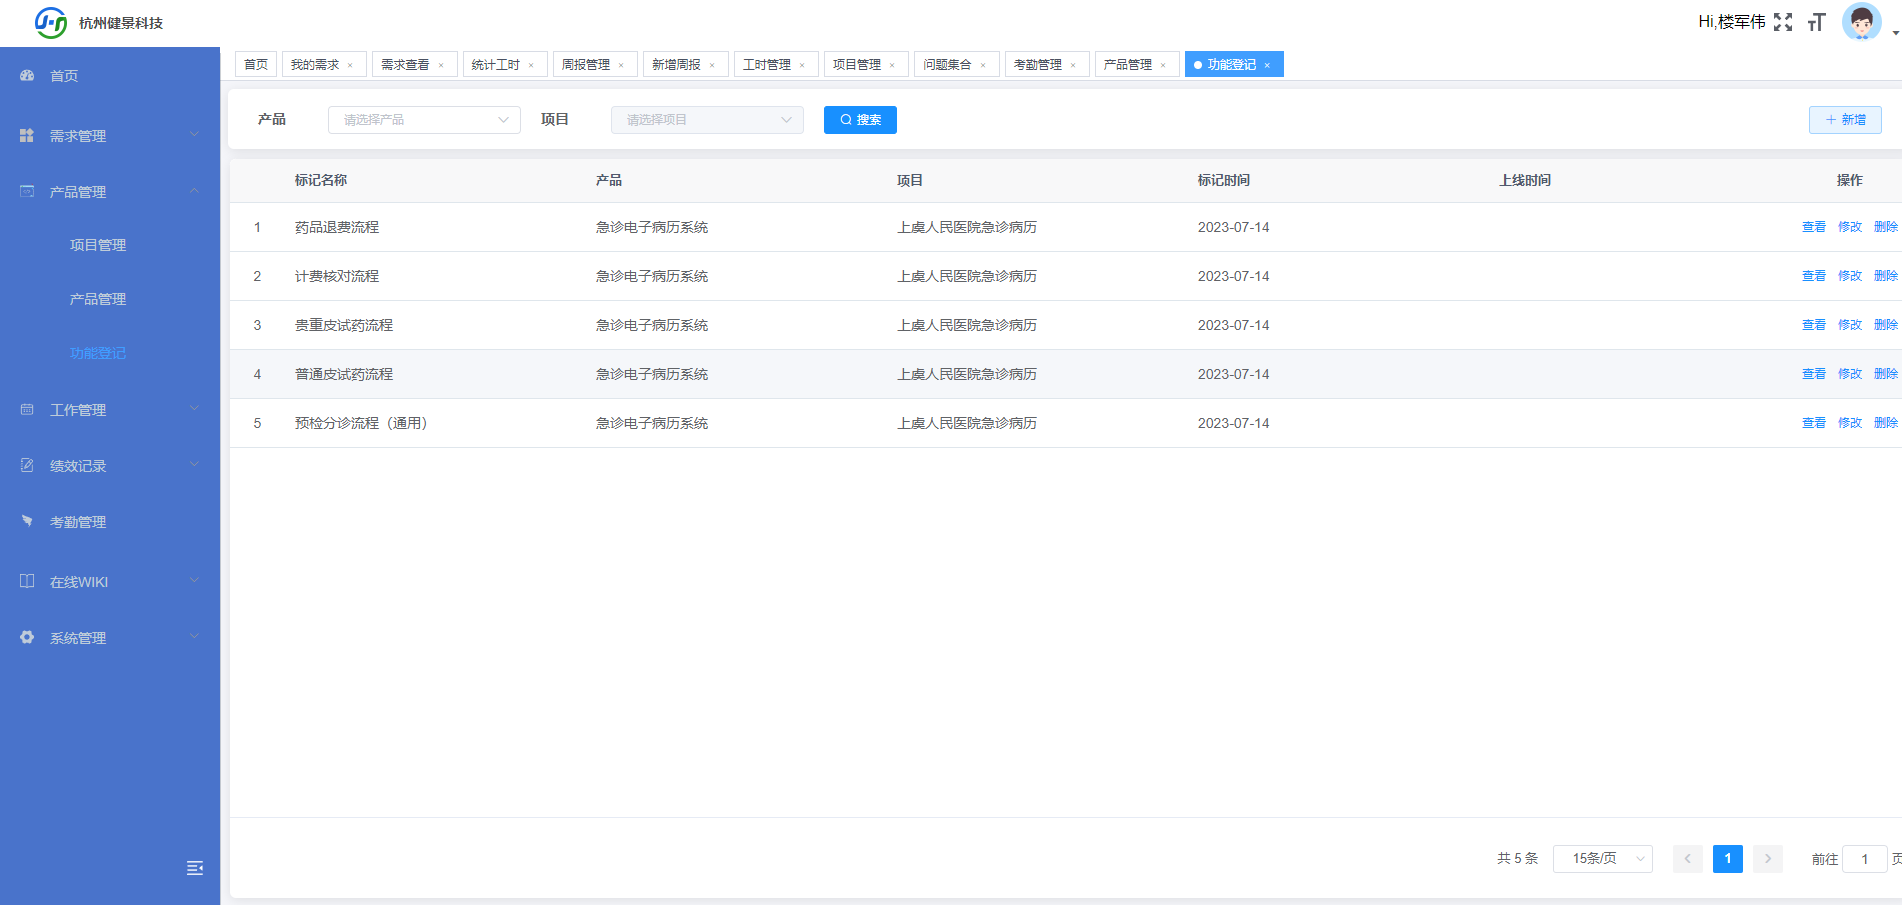 杭州健景科技
Hi,楼军伟
首页
需求管理
产品管理
项目管理
产品管理
功能登记
工作管理
绩效记录
考勤管理
在线WIKI
系统管理
首页 我的需求 × 需求查看 × 统计工时 × 周报管理 × 新增周报 × 工时管理 × 项目管理 × 问题集合 × 考勤管理 × 产品管理 × 功能登记 ×
产品 请选择产品 项目 请选择项目 搜索 新增
标记名称 产品 项目 标记时间 上线时间 操作
1 药品退费流程 急诊电子病历系统 上虞人民医院急诊病历 2023-07-14 查看 修改 删除
2 计费核对流程 急诊电子病历系统 上虞人民医院急诊病历 2023-07-14 查看 修改 删除
3 贵重皮试药流程 急诊电子病历系统 上虞人民医院急诊病历 2023-07-14 查看 修改 删除
4 普通皮试药流程 急诊电子病历系统 上虞人民医院急诊病历 2023-07-14 查看 修改 删除
5 预检分诊流程（通用） 急诊电子病历系统 上虞人民医院急诊病历 2023-07-14 查看 修改 删除
共 5 条 15条/页 1 前往 1 页